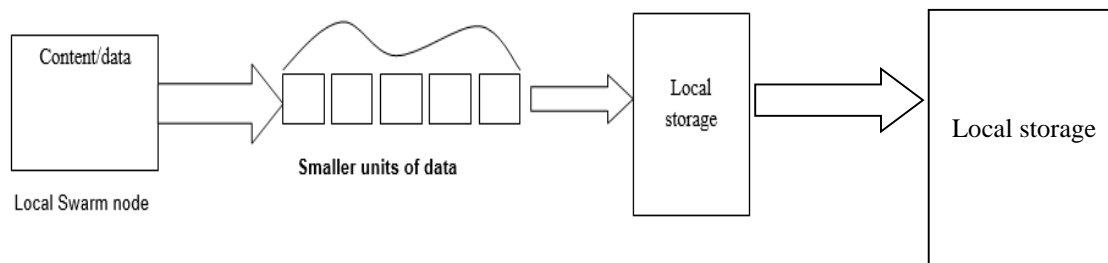 Content/data
Local Swarm node
Smaller units of data
Local
storage
Local storage